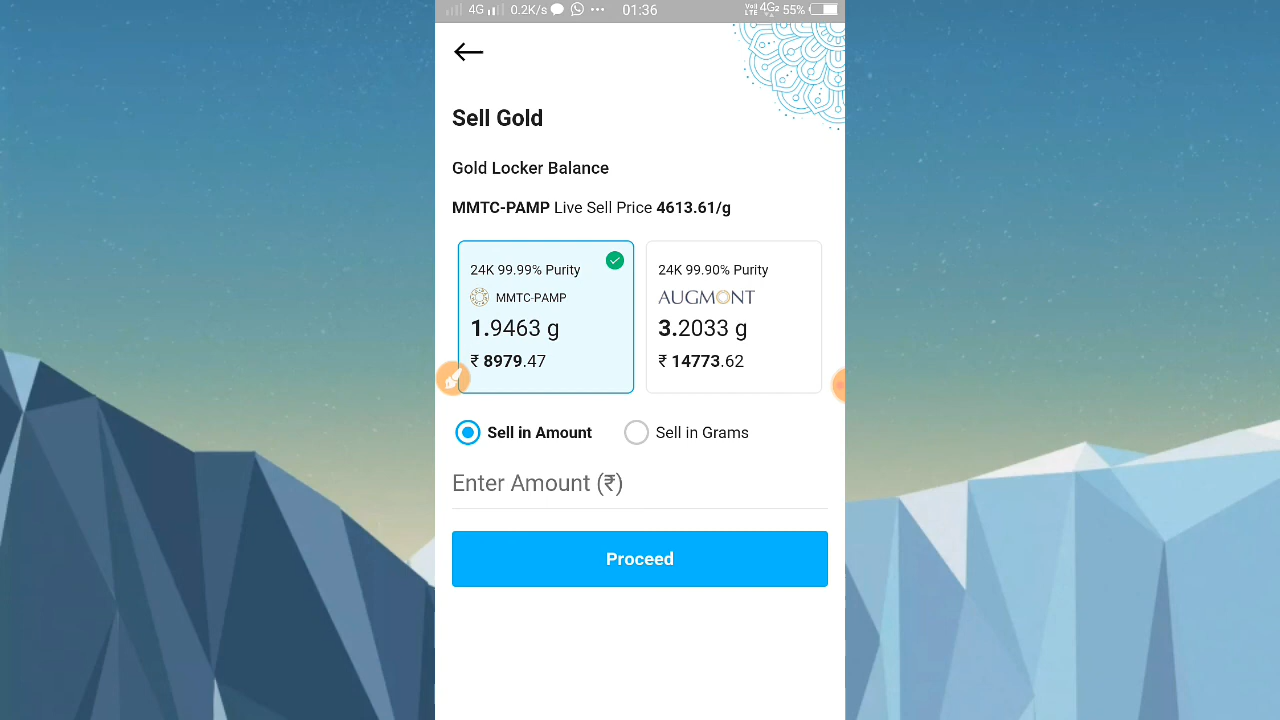 4G 0.2K/s ... 01:36 VoLTE 4G2 55%
Sell Gold
Gold Locker Balance
MMTC-PAMP Live Sell Price 4613.61/g
24K 99.99% Purity
MMTC-PAMP
1.9463 g
₹ 8979.47
24K 99.90% Purity
AUGMONT
3.2033 g
₹ 14773.62
Sell in Amount Sell in Grams
Enter Amount (₹)
Proceed